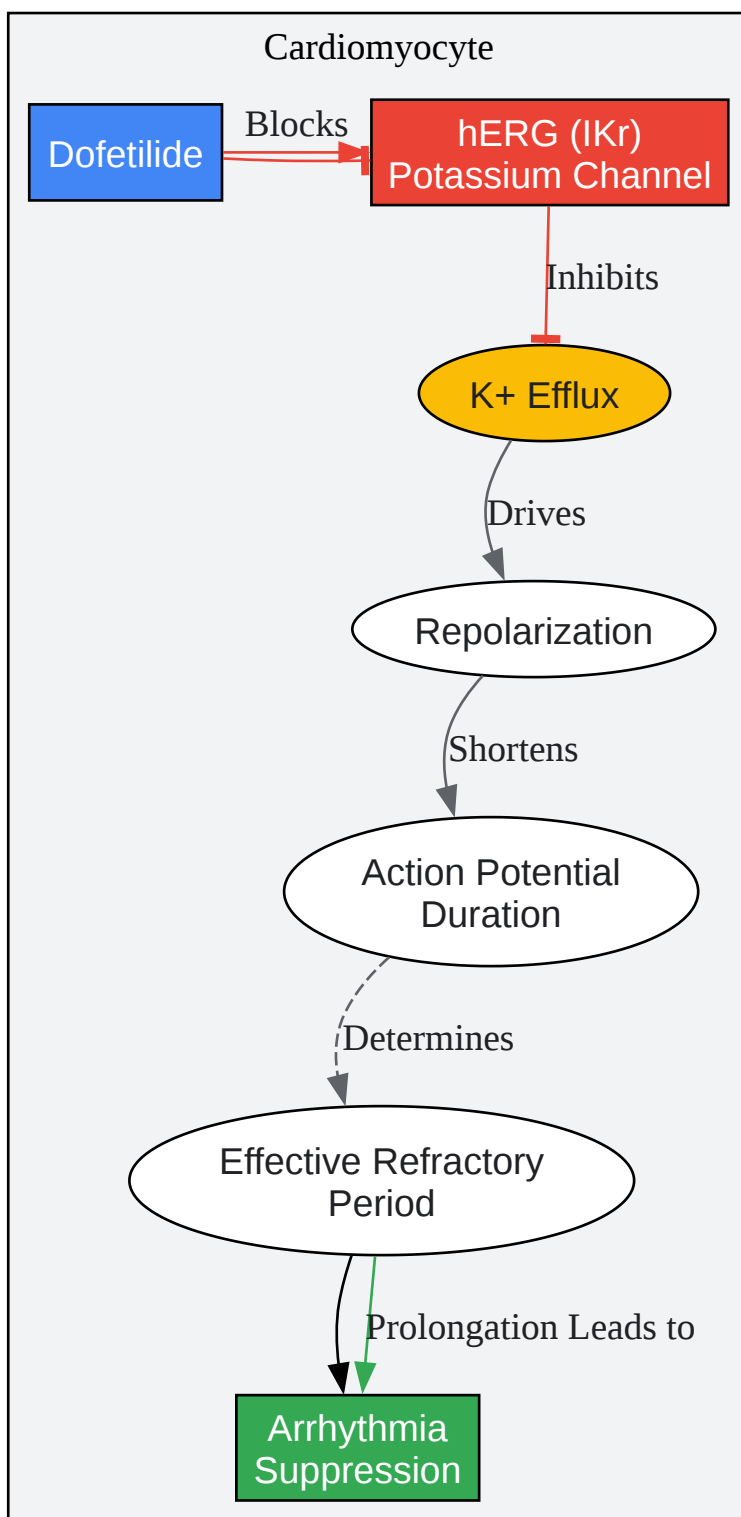 Cardiomyocyte
Dofetilide
Blocks
hERG (IKr)
Potassium Channel
Inhibits
K+ Efflux
Drives
Repolarization
Shortens
Action Potential
Duration
Determines
Effective Refractory
Period
Prolongation Leads to
Arrhythmia
Suppression